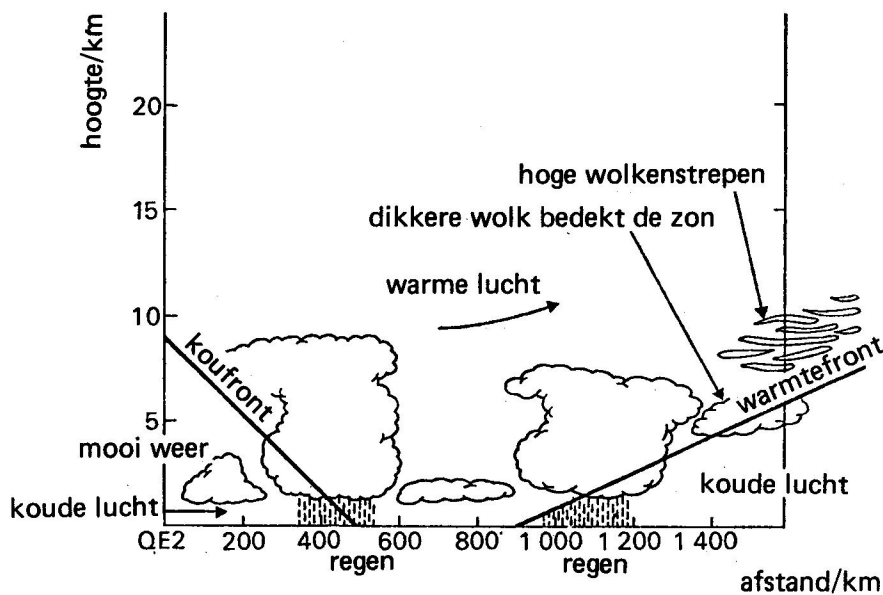 hoogte/km
20
15
10
5
hoge wolkenstrepen
dikkere wolk bedekt de zon
warme lucht
koufront
warmtefront
mooi weer
koude lucht
koude lucht
QE2 200 400 600 800 1 000 1 200 1 400
regen regen
afstand/km